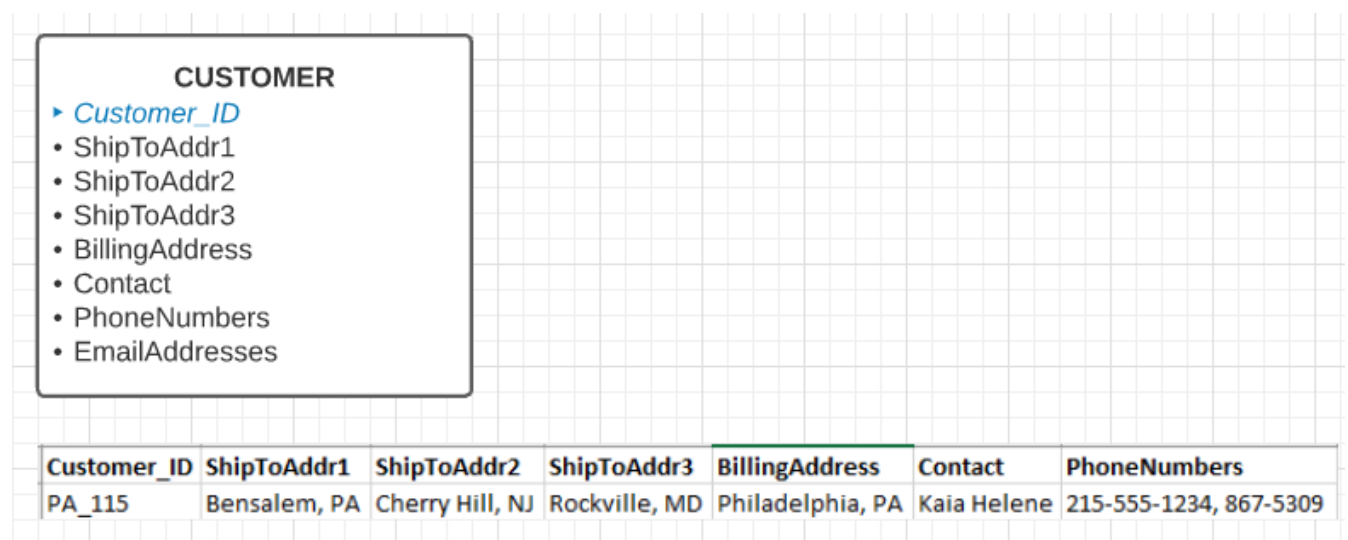 CUSTOMER
Customer_ID
ShipToAddr1
ShipToAddr2
ShipToAddr3
BillingAddress
Contact
PhoneNumbers
EmailAddresses
Customer_ID ShipToAddr1 ShipToAddr2 ShipToAddr3 BillingAddress Contact PhoneNumbers
PA_115 Bensalem, PA Cherry Hill, NJ Rockville, MD Philadelphia, PA Kaia Helene 215-555-1234, 867-5309